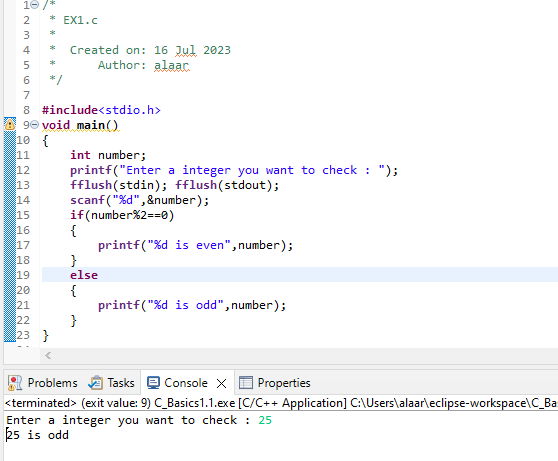 1 /*
2  * EX1.c
3  *
4  *  Created on: 16 Jul 2023
5  *      Author: alaar
6  */
7
8 #include<stdio.h>
9 void main()
10 {
11     int number;
12     printf("Enter a integer you want to check : ");
13     fflush(stdin); fflush(stdout);
14     scanf("%d",&number);
15     if(number%2==0)
16     {
17         printf("%d is even",number);
18     }
19     else
20     {
21         printf("%d is odd",number);
22     }
23 }
Problems Tasks Console Properties
<terminated> (exit value: 9) C_Basics1.1.exe [C/C++ Application] C:\Users\alaar\eclipse-workspace\C_Ba
Enter a integer you want to check : 25
25 is odd